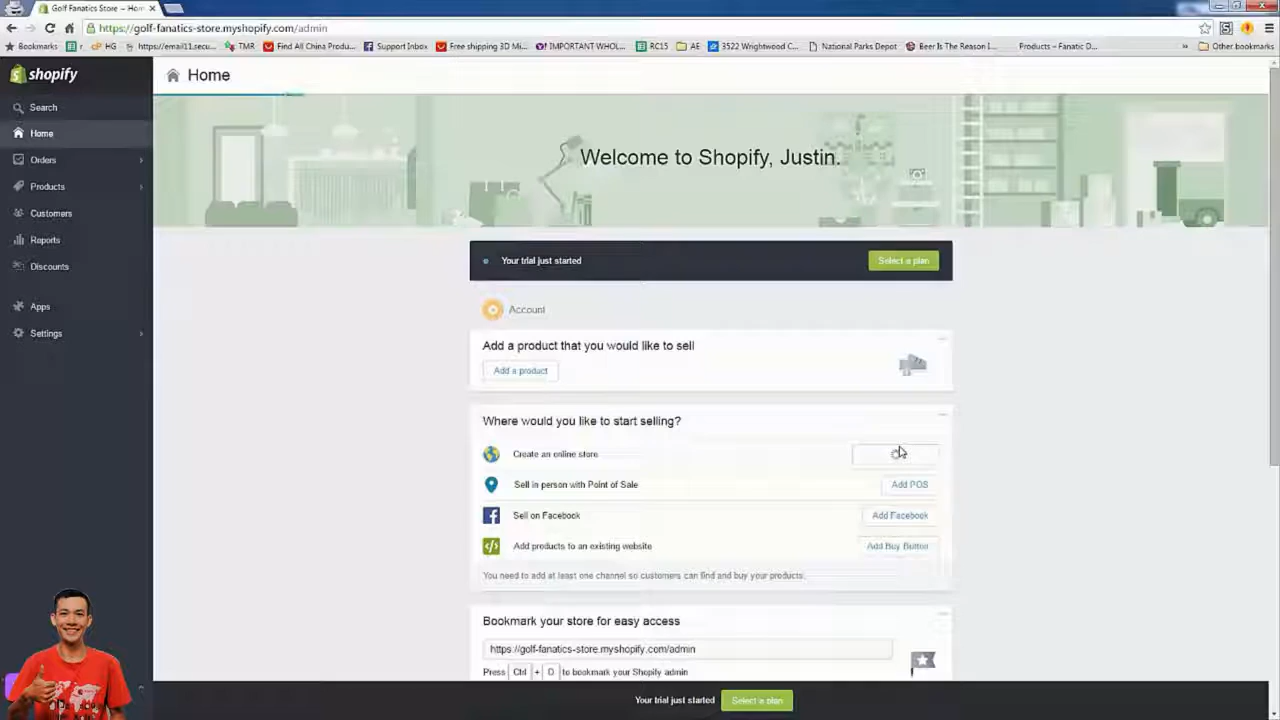 Golf Fanatics Store ~ Hom
https://golf-fanatics-store.myshopify.com/admin
Bookmarks
HG
https://email11.secu...
TMR
Find All China Produ...
Support Inbox
Free shipping 3D Mi...
IMPORTANT WHOL...
RC15
AE
3522 Wrightwood C...
National Parks Depot
Beer Is The Reason I...
Products – Fanatic D...
»
Other bookmarks
shopify
Home
Search
Home
Orders
Products
Customers
Reports
Discounts
Apps
Settings
Welcome to Shopify, Justin.
Your trial just started
Select a plan
Account
Add a product that you would like to sell
Add a product
Where would you like to start selling?
Create an online store
Sell in person with Point of Sale
Add POS
Sell on Facebook
Add Facebook
Add products to an existing website
Add Buy Button
You need to add at least one channel so customers can find and buy your products.
Bookmark your store for easy access
https://golf-fanatics-store.myshopify.com/admin
Press Ctrl + D to bookmark your Shopify admin
Your trial just started
Select a plan